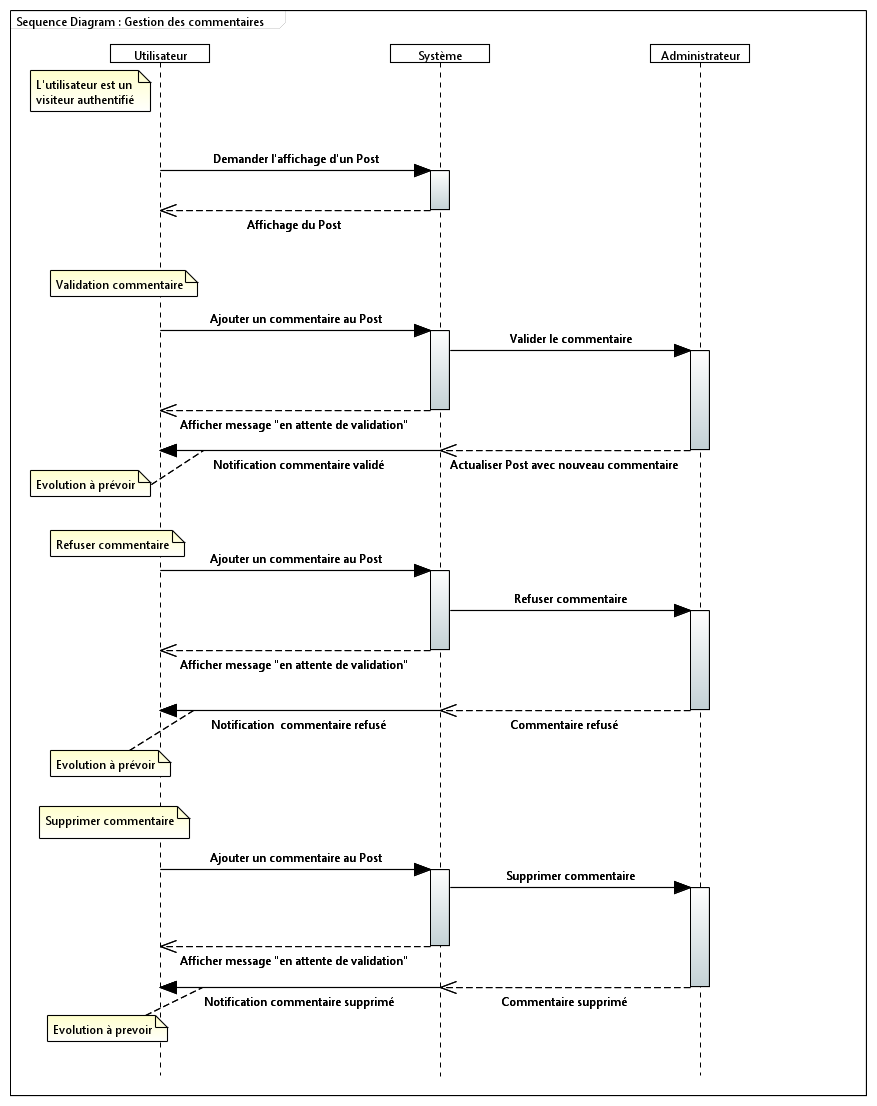 Sequence Diagram : Gestion des commentaires
Utilisateur
Système
Administrateur
L'utilisateur est un
visiteur authentifié
Demander l'affichage d'un Post
Affichage du Post
Validation commentaire
Ajouter un commentaire au Post
Valider le commentaire
Afficher message "en attente de validation"
Notification commentaire validé
Actualiser Post avec nouveau commentaire
Evolution à prévoir
Refuser commentaire
Ajouter un commentaire au Post
Refuser commentaire
Afficher message "en attente de validation"
Notification  commentaire refusé
Commentaire refusé
Evolution à prévoir
Supprimer commentaire
Ajouter un commentaire au Post
Supprimer commentaire
Afficher message "en attente de validation"
Notification commentaire supprimé
Commentaire supprimé
Evolution à prevoir